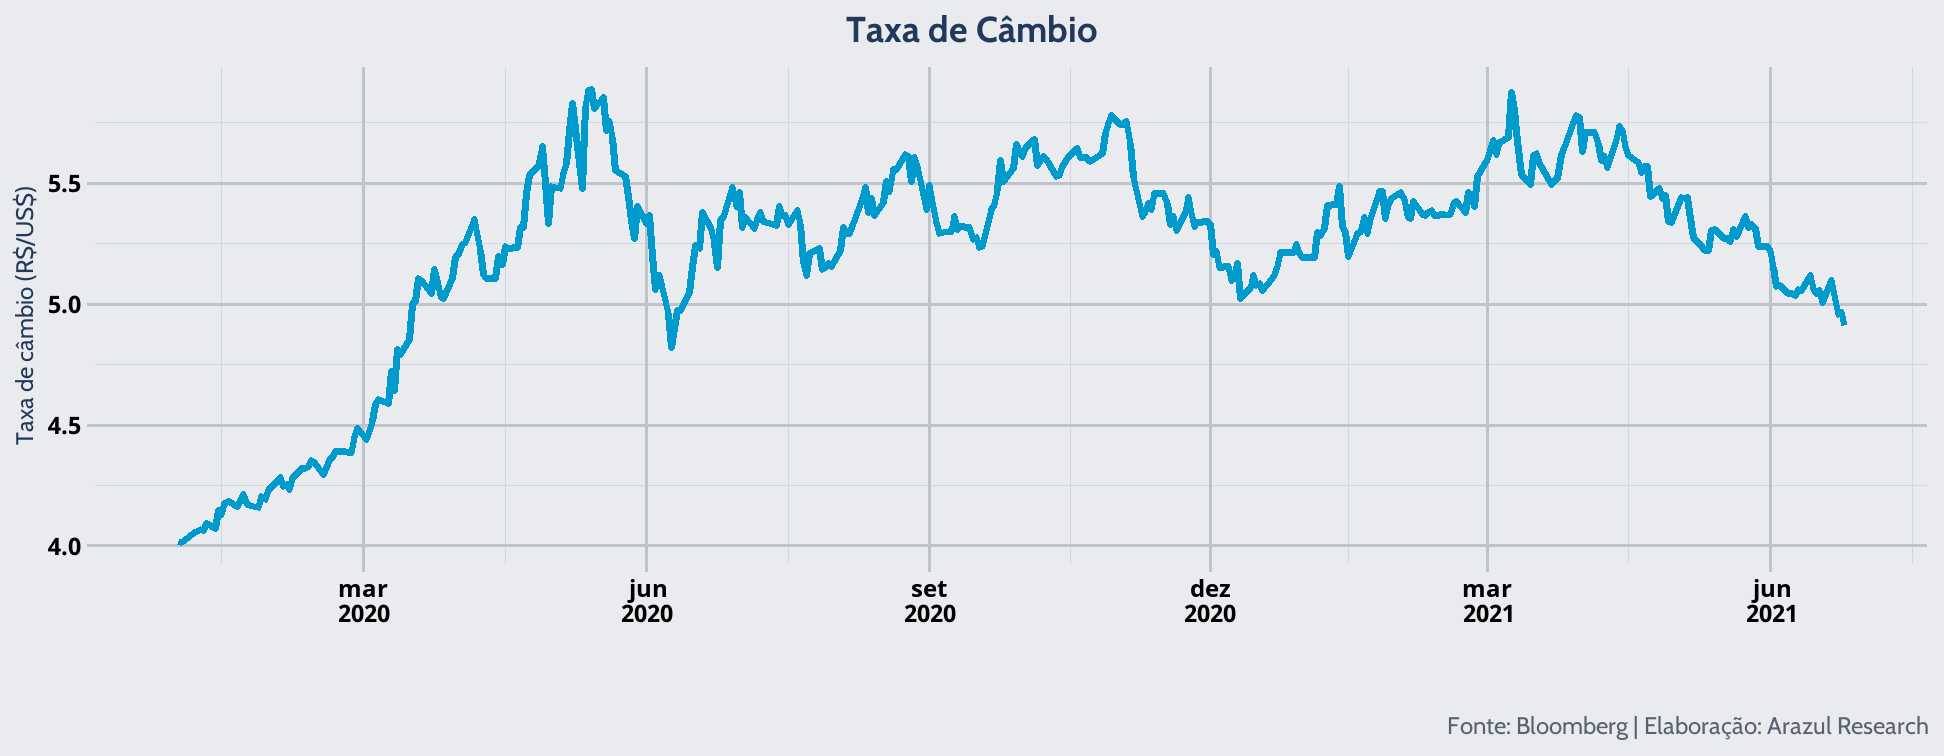 Taxa de Câmbio
Taxa de câmbio (R$/US$)
5.5
5.0
4.5
4.0
mar
2020
jun
2020
set
2020
dez
2020
mar
2021
jun
2021
Fonte: Bloomberg | Elaboração: Arazul Research